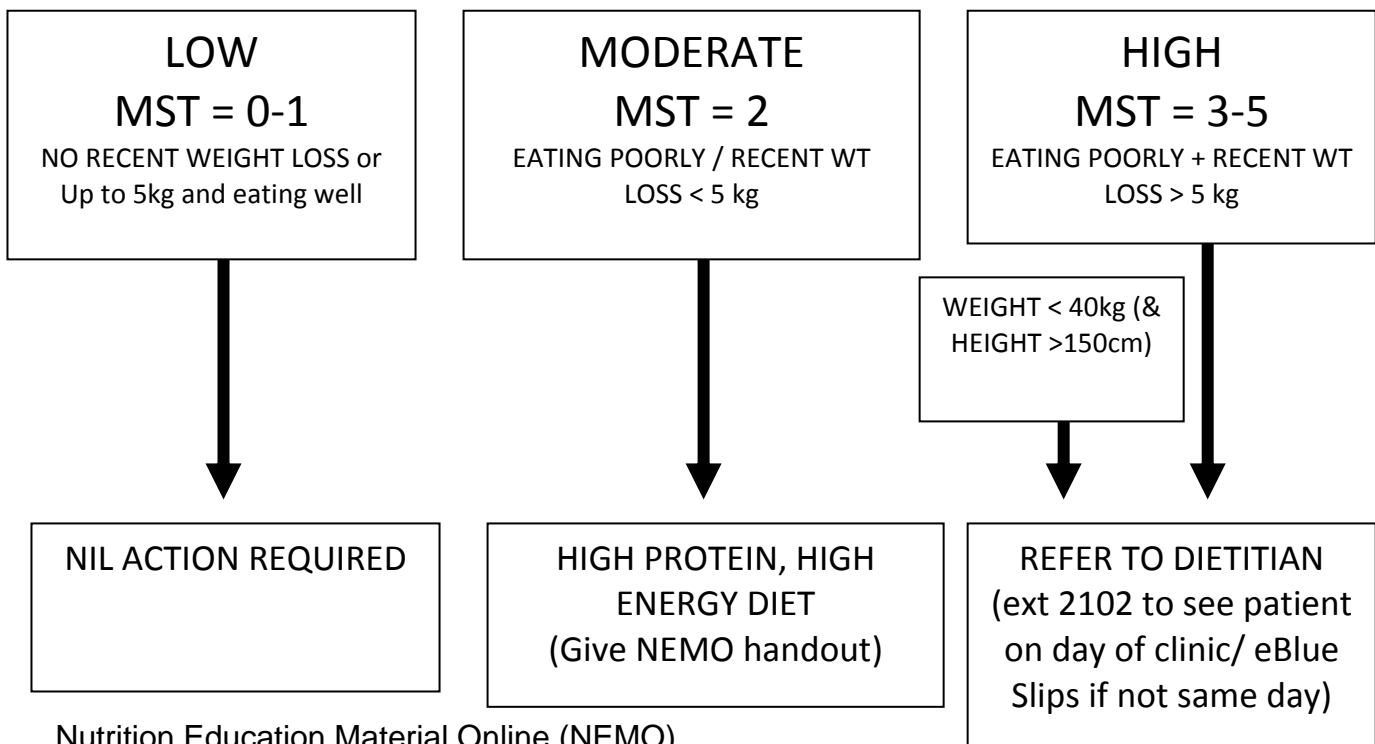 LOW
MST = 0-1
NO RECENT WEIGHT LOSS or
Up to 5kg and eating well
MODERATE
MST = 2
EATING POORLY / RECENT WT
LOSS < 5 kg
HIGH
MST = 3-5
EATING POORLY + RECENT WT
LOSS > 5 kg
WEIGHT < 40kg (&
HEIGHT >150cm)
NIL ACTION REQUIRED
HIGH PROTEIN, HIGH
ENERGY DIET
(Give NEMO handout)
REFER TO DIETITIAN
(ext 2102 to see patient
on day of clinic/ eBlue
Slips if not same day)
Nutrition Education Material Online (NEMO)